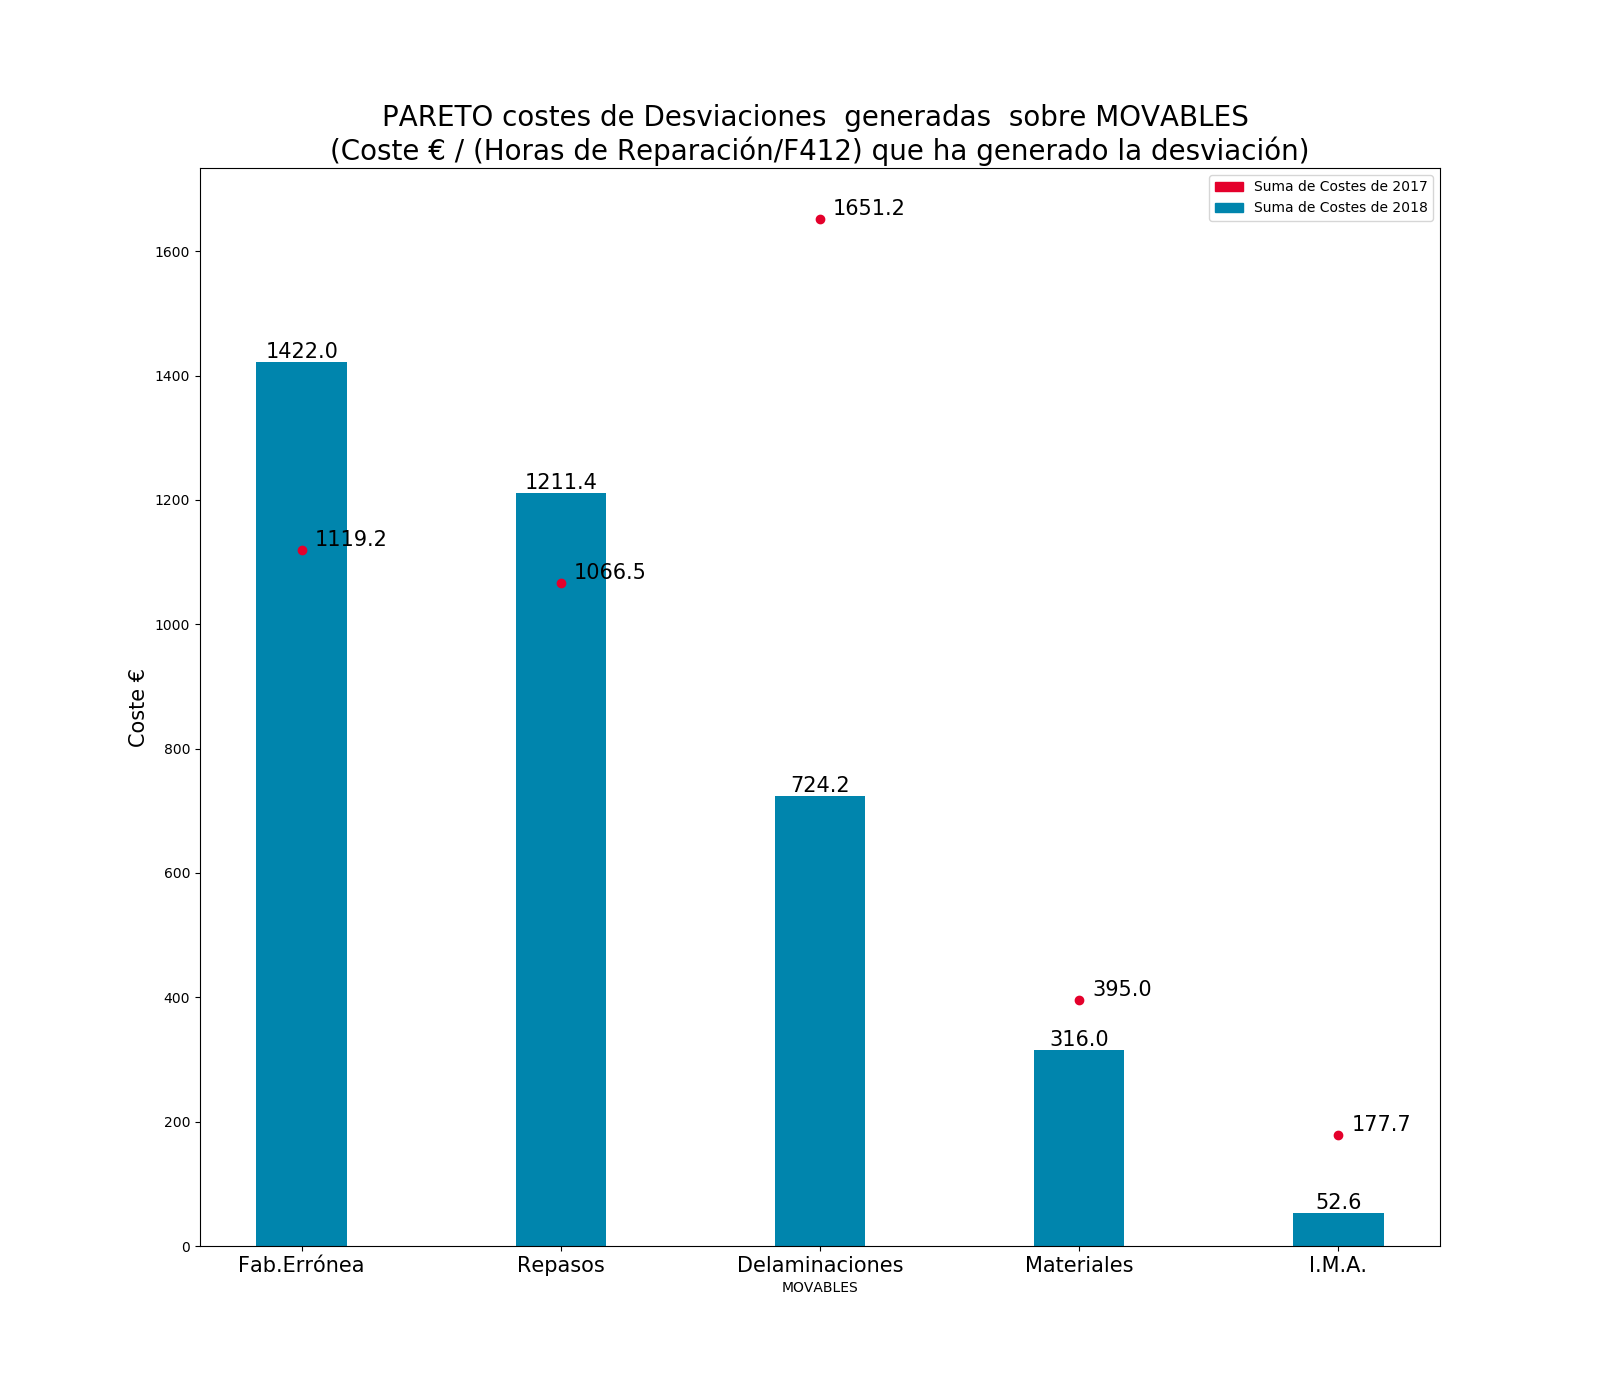 PARETO costes de Desviaciones  generadas  sobre MOVABLES
(Coste € / (Horas de Reparación/F412) que ha generado la desviación)
Suma de Costes de 2017
Suma de Costes de 2018
Coste €
1600
1400
1200
1000
800
600
400
200
0
1422.0
1119.2
1211.4
1066.5
1651.2
724.2
395.0
316.0
177.7
52.6
Fab.Errónea
Repasos
Delaminaciones
Materiales
I.M.A.
MOVABLES